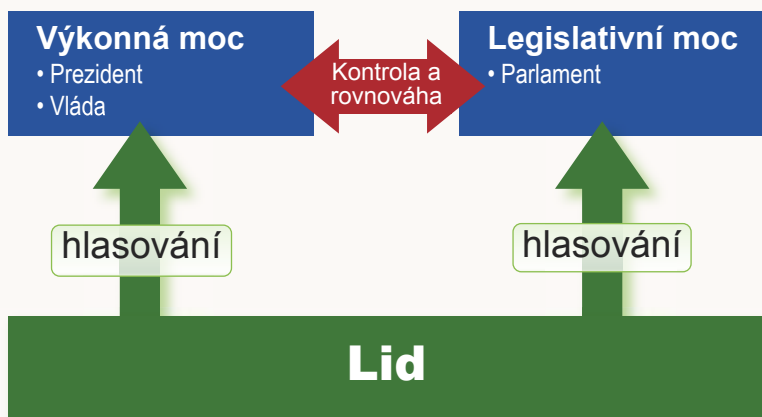 Výkonná moc
• Prezident
• Vláda
Kontrola a
rovnováha
Legislativní moc
• Parlament
hlasování
hlasování
Lid